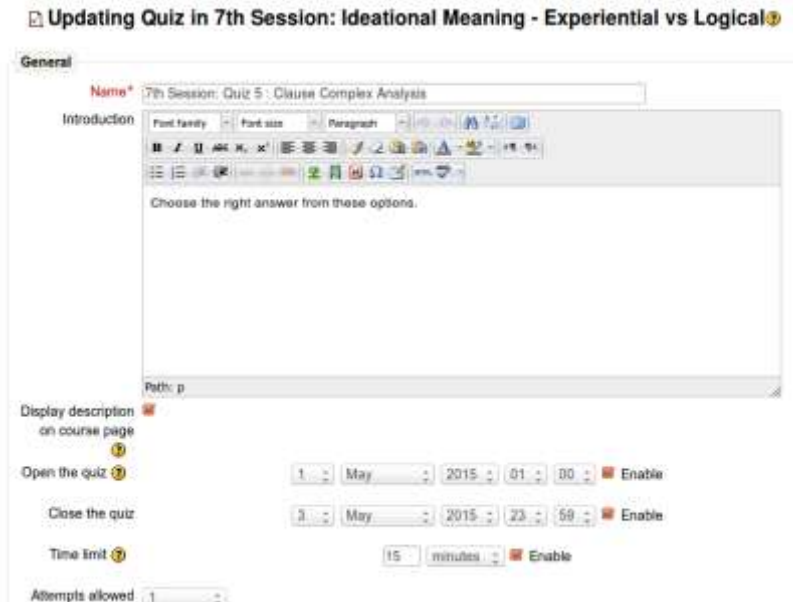 Updating Quiz in 7th Session: Ideational Meaning - Experiential vs Logical
General
Name* 7th Session: Quiz 5 : Clause Complex Analysis
Introduction Font family Font size Paragraph
B I U ABC
Choose the right answer from these options.
Path: p
Display description
on course page
Open the quiz 1 May 2015 01 00 Enable
Close the quiz 3 May 2015 23 59 Enable
Time limit 15 minutes Enable
Attempts allowed 1